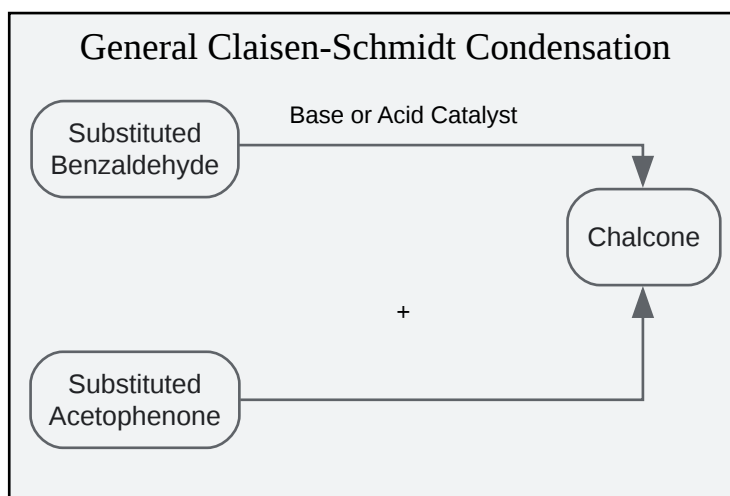 General Claisen-Schmidt Condensation
Base or Acid Catalyst
Substituted
Benzaldehyde
Chalcone
+
Substituted
Acetophenone